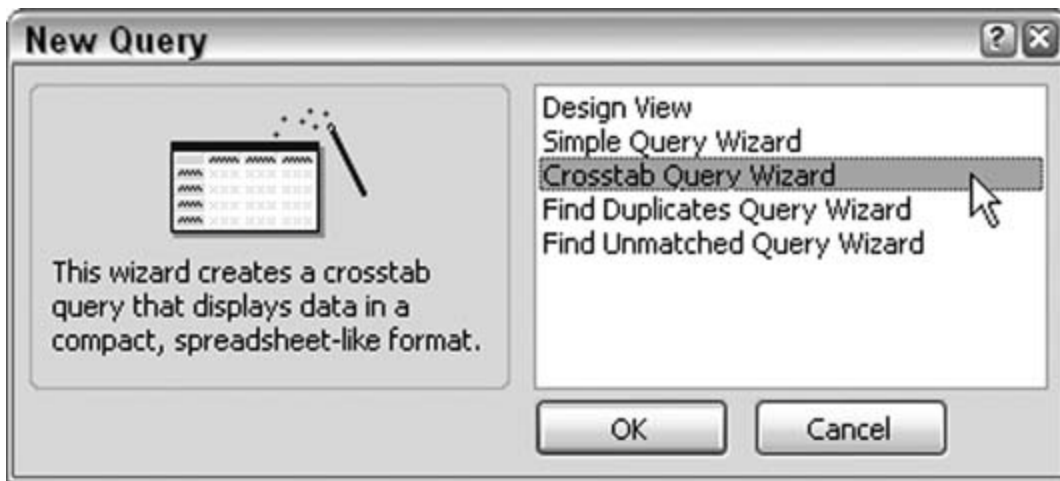 New Query
This wizard creates a crosstab
query that displays data in a
compact, spreadsheet-like format.
Design View
Simple Query Wizard
Crosstab Query Wizard
Find Duplicates Query Wizard
Find Unmatched Query Wizard
OK
Cancel